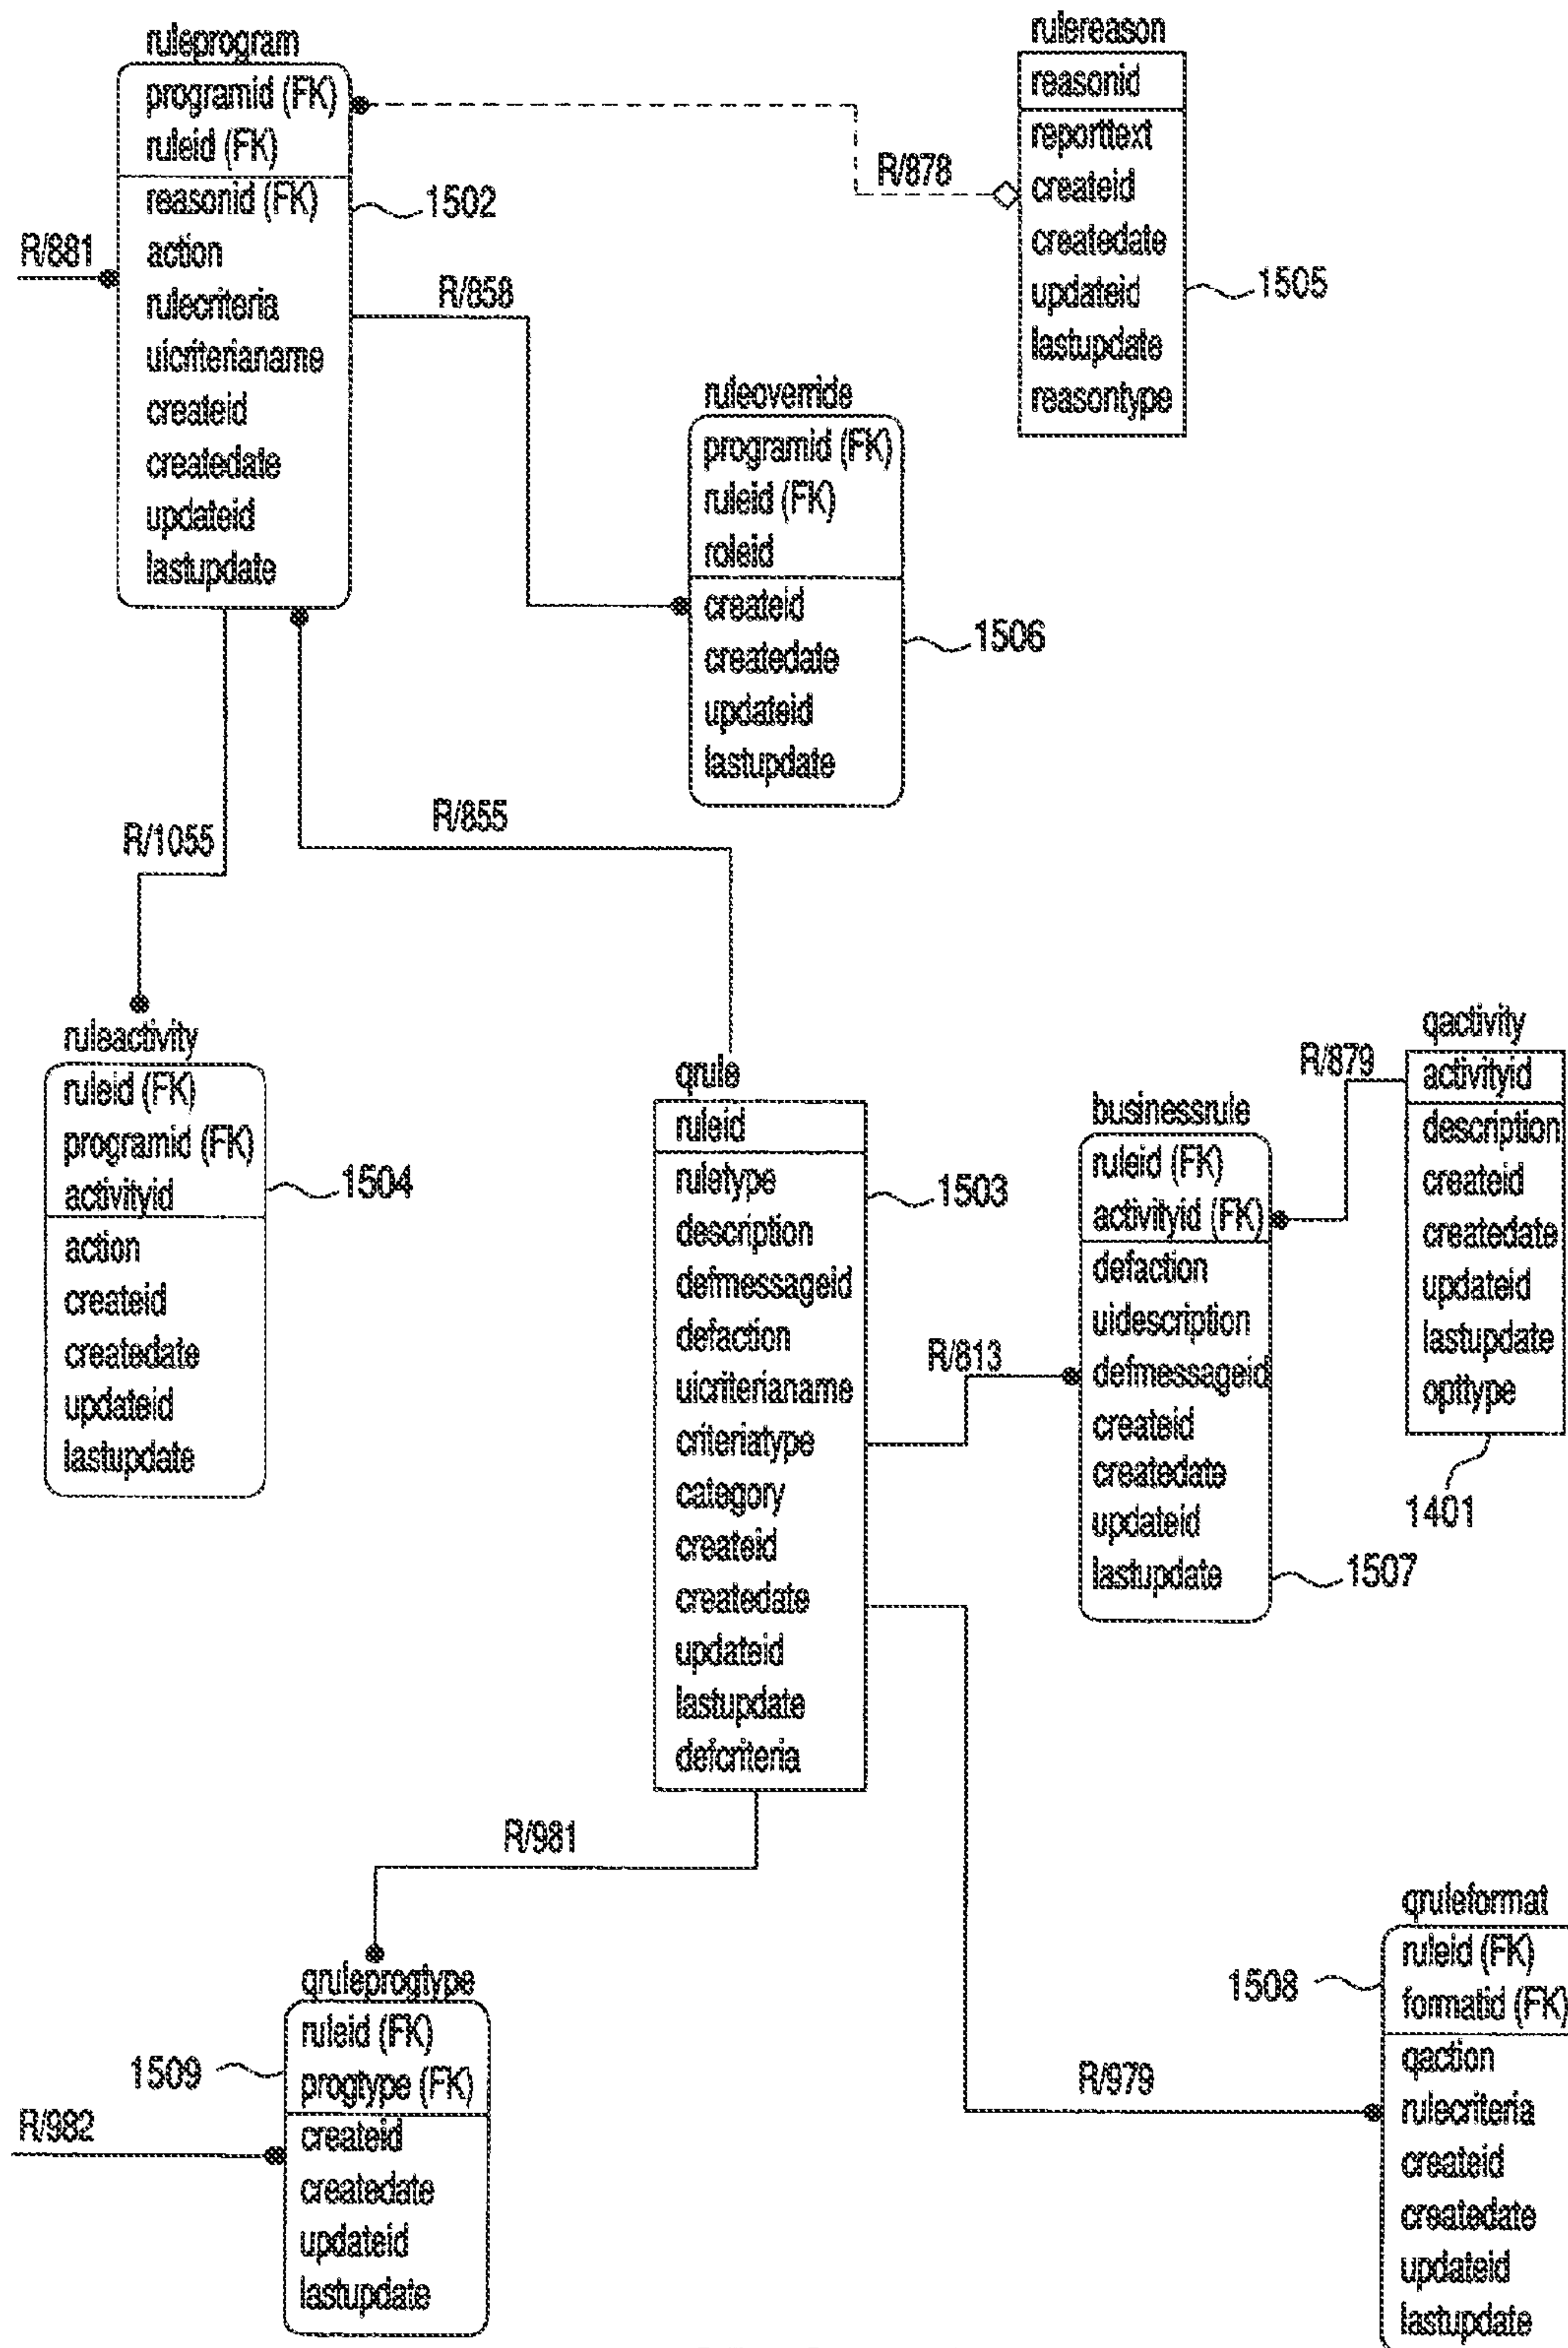 ruleprogram
programid (FK)
ruleid (FK)
reasonid (FK)
action
rulecriteria
uicriterianame
createid
createdate
updateid
lastupdate
1502
R/881
R/878
R/858
rulereason
reasonid
reporttext
createid
createdate
updateid
lastupdate
reasontype
1505
ruleoverride
programid (FK)
ruleid (FK)
roleid
createid
createdate
updateid
lastupdate
1506
R/1055
R/855
ruleactivity
ruleid (FK)
programid (FK)
activityid
action
createid
createdate
updateid
lastupdate
1504
qrule
ruleid
ruletype
description
defmessageid
defaction
uicriterianame
criteriatype
category
createid
createdate
updateid
lastupdate
defcriteria
1503
R/813
businessrule
ruleid (FK)
activityid (FK)
defaction
uidescription
defmessageid
createid
createdate
updateid
lastupdate
1507
R/879
qactivity
activityid
description
createid
createdate
updateid
lastupdate
opttype
1401
R/981
qruleprogtype
ruleid (FK)
progtype (FK)
createid
createdate
updateid
lastupdate
1509
R/982
R/979
qruleformat
ruleid (FK)
formatid (FK)
qaction
rulecriteria
createid
createdate
updateid
lastupdate
1508